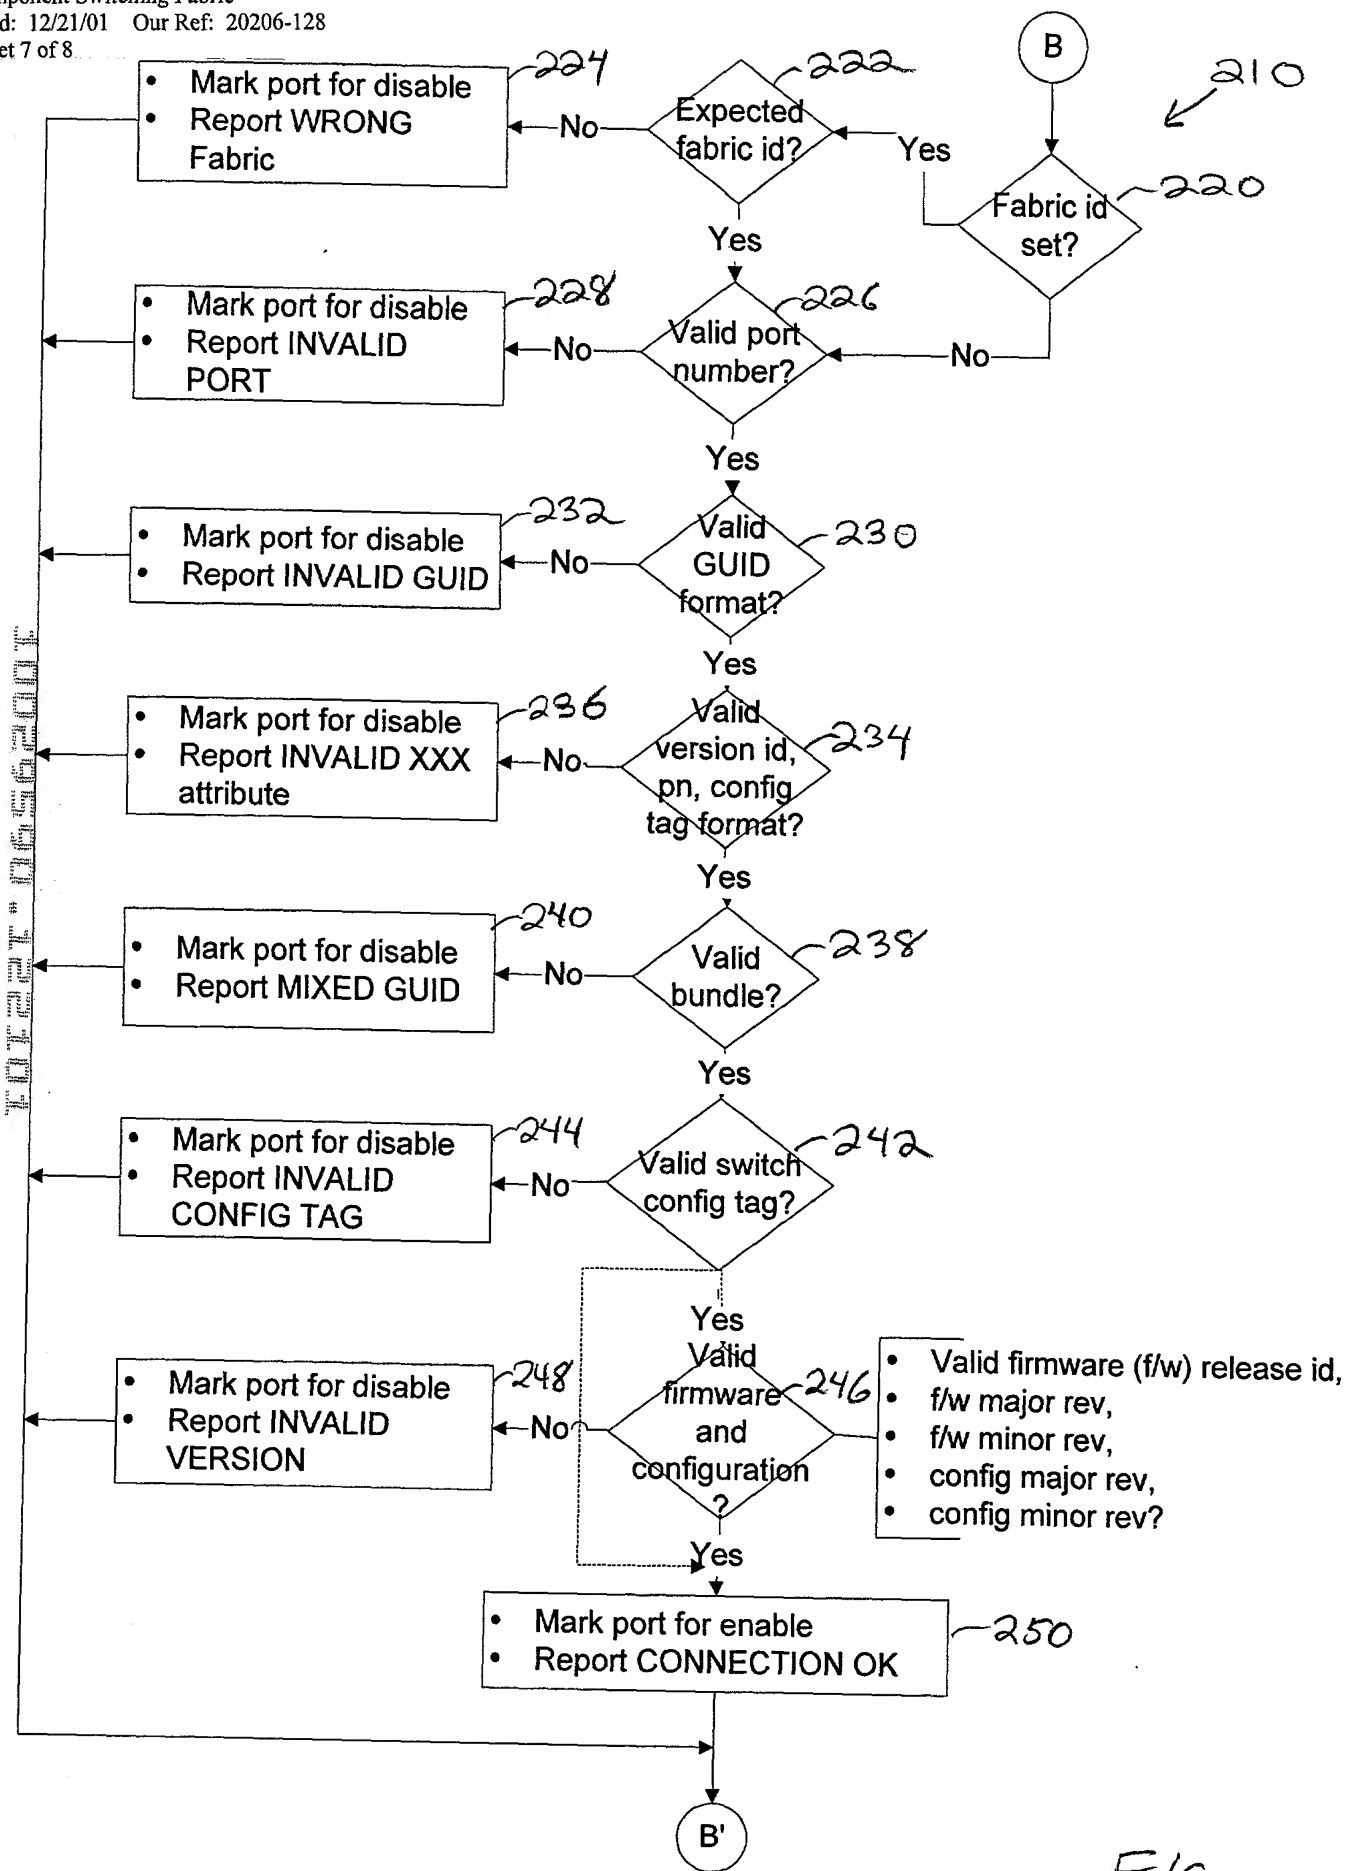 d: 12/21/01 Our Ref: 20206-128
et 7 of 8
B
210
Fabric id
set?
220
Yes
No
Expected
fabric id?
222
No
• Mark port for disable
• Report WRONG
Fabric
224
Yes
Valid port
number?
226
No
• Mark port for disable
• Report INVALID
PORT
228
Yes
Valid
GUID
format?
230
No
• Mark port for disable
• Report INVALID GUID
232
Yes
Valid
version id,
pn, config
tag format?
234
No
• Mark port for disable
• Report INVALID XXX
attribute
236
Yes
Valid
bundle?
238
No
• Mark port for disable
• Report MIXED GUID
240
Yes
Valid switch
config tag?
242
No
• Mark port for disable
• Report INVALID
CONFIG TAG
244
Yes
Valid
firmware
and
configuration
?
246
• Valid firmware (f/w) release id,
• f/w major rev,
• f/w minor rev,
• config major rev,
• config minor rev?
No
• Mark port for disable
• Report INVALID
VERSION
248
Yes
• Mark port for enable
• Report CONNECTION OK
250
B'
10029590.122101